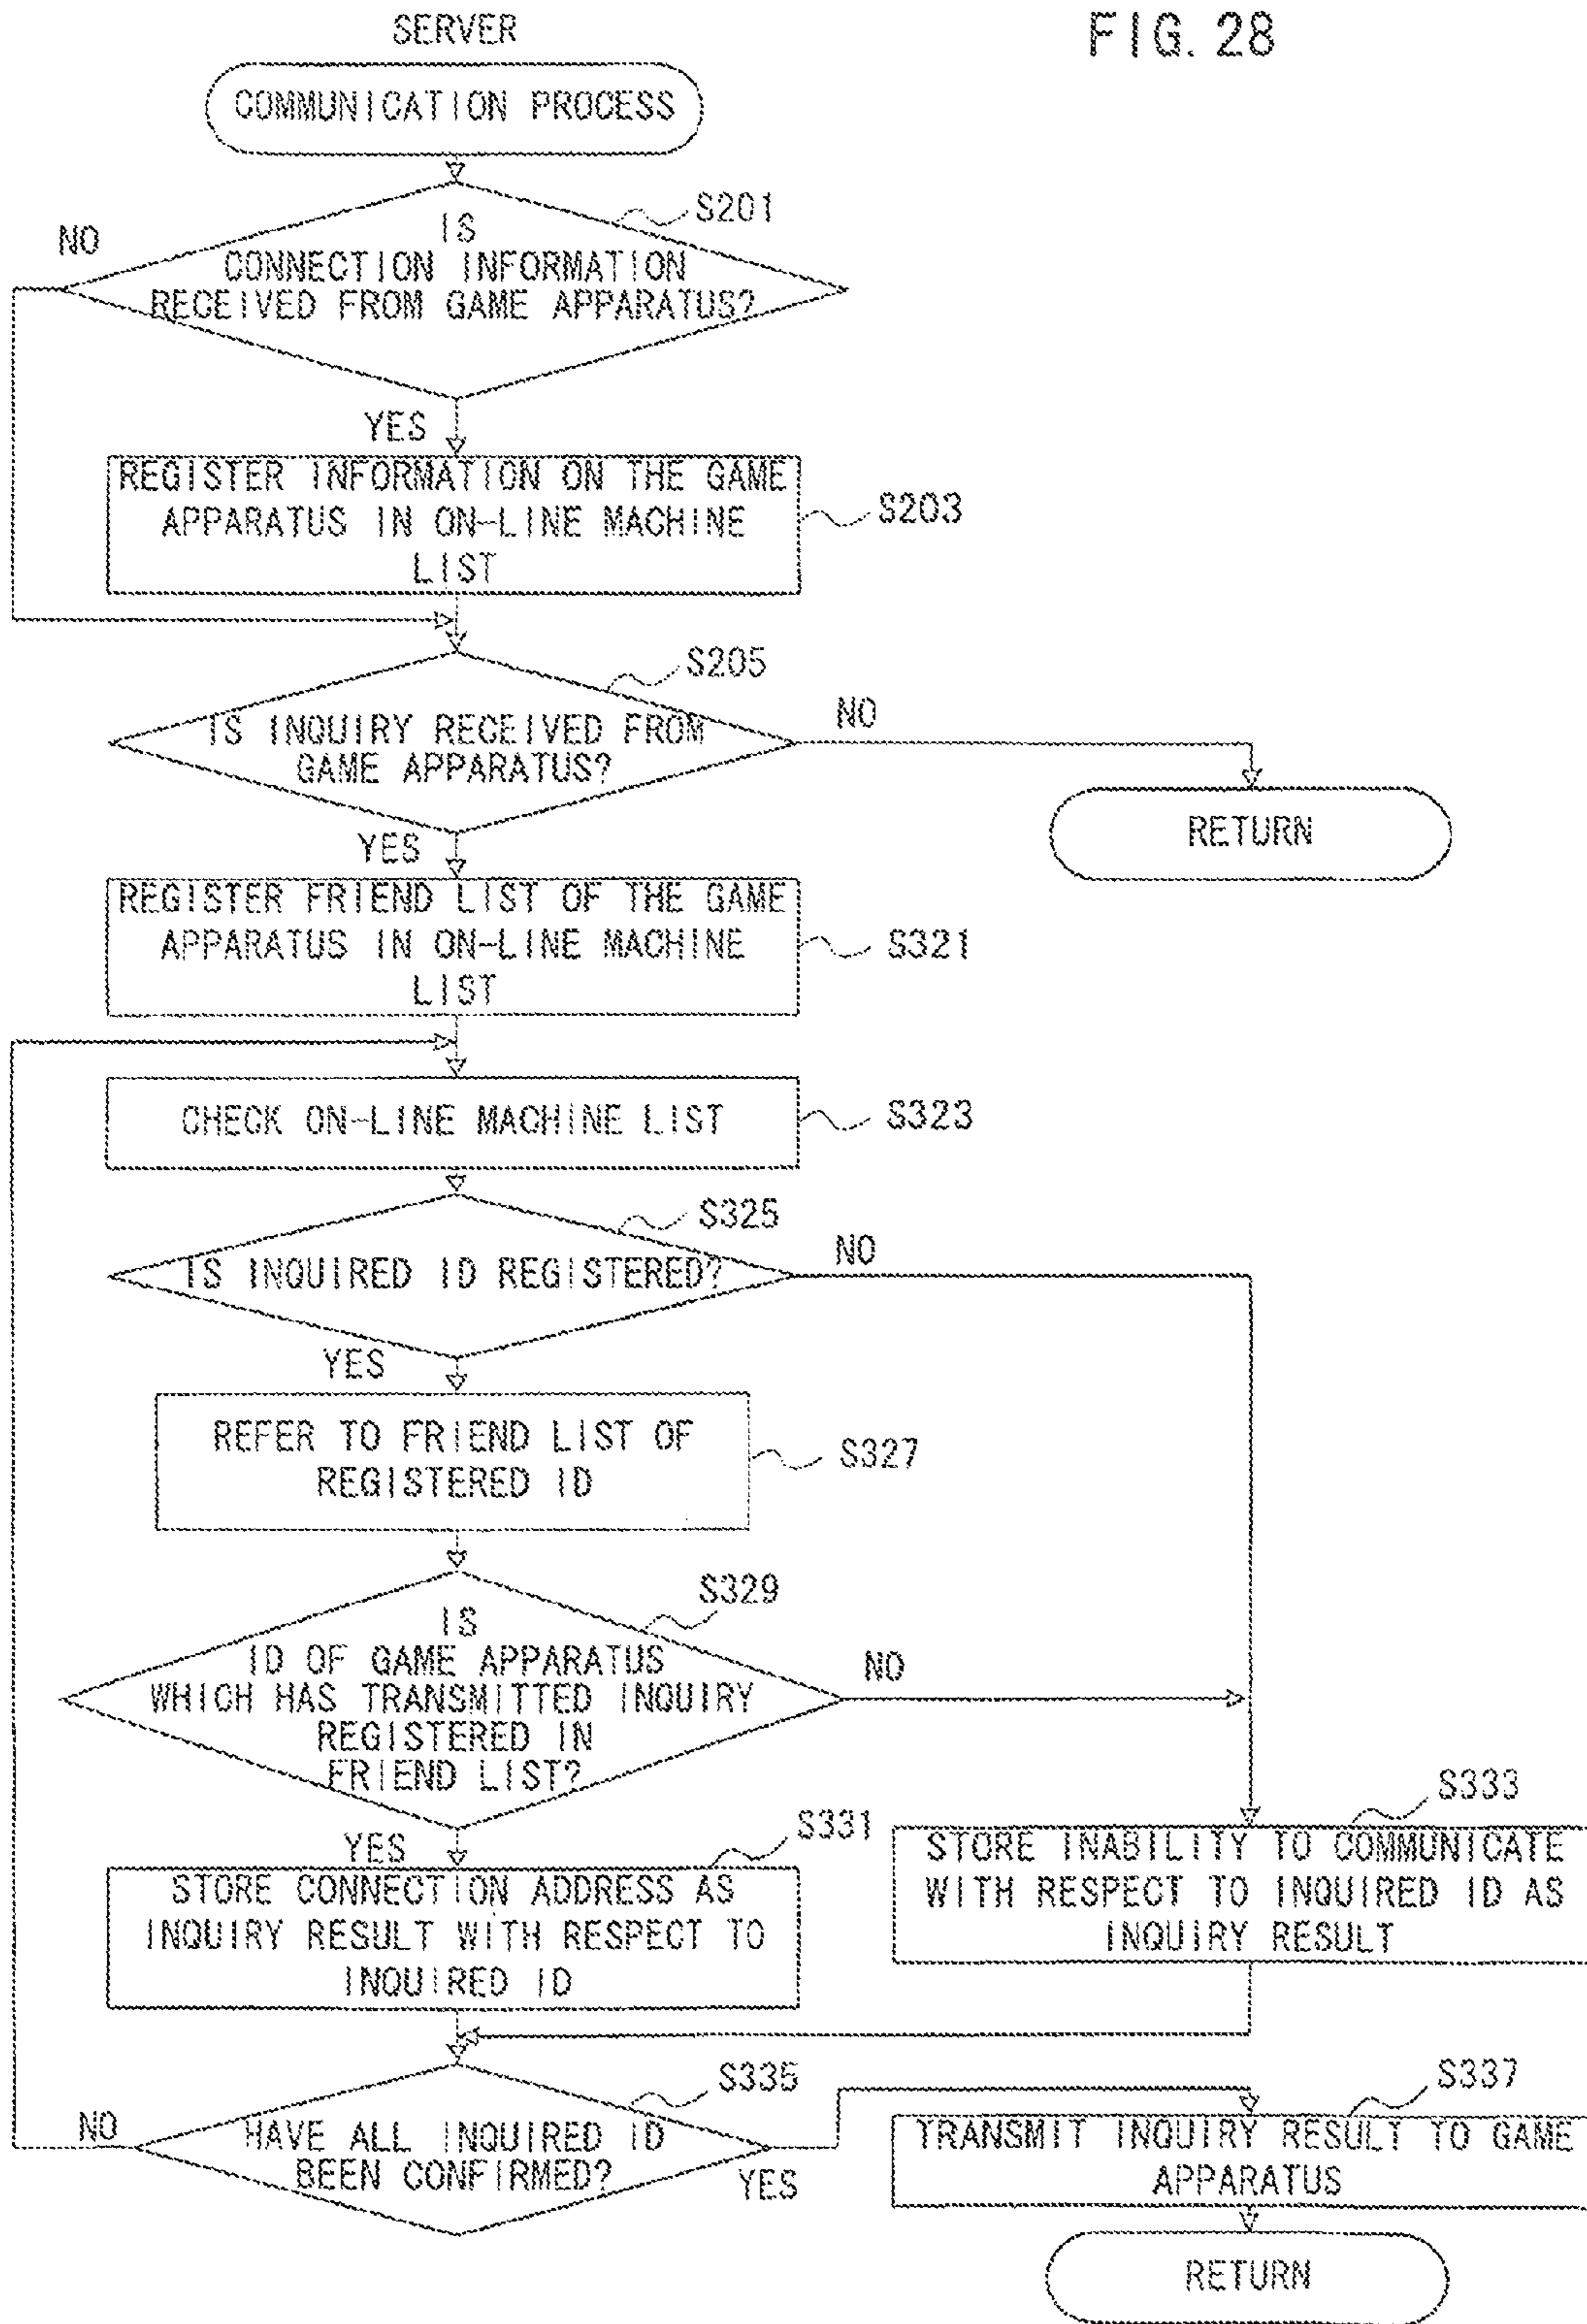 SERVER
FIG. 28
COMMUNICATION PROCESS
S201
NO
IS
CONNECTION INFORMATION
RECEIVED FROM GAME APPARATUS?
YES
REGISTER INFORMATION ON THE GAME
APPARATUS IN ON-LINE MACHINE
LIST
S203
S205
IS INQUIRY RECEIVED FROM
GAME APPARATUS?
NO
RETURN
YES
REGISTER FRIEND LIST OF THE GAME
APPARATUS IN ON-LINE MACHINE
LIST
S321
CHECK ON-LINE MACHINE LIST
S323
S325
IS INQUIRED ID REGISTERED?
NO
YES
REFER TO FRIEND LIST OF
REGISTERED ID
S327
S329
IS
ID OF GAME APPARATUS
WHICH HAS TRANSMITTED INQUIRY
REGISTERED IN
FRIEND LIST?
NO
YES
S331
STORE CONNECTION ADDRESS AS
INQUIRY RESULT WITH RESPECT TO
INQUIRED ID
S333
STORE INABILITY TO COMMUNICATE
WITH RESPECT TO INQUIRED ID AS
INQUIRY RESULT
S335
NO
HAVE ALL INQUIRED ID
BEEN CONFIRMED?
YES
S337
TRANSMIT INQUIRY RESULT TO GAME
APPARATUS
RETURN